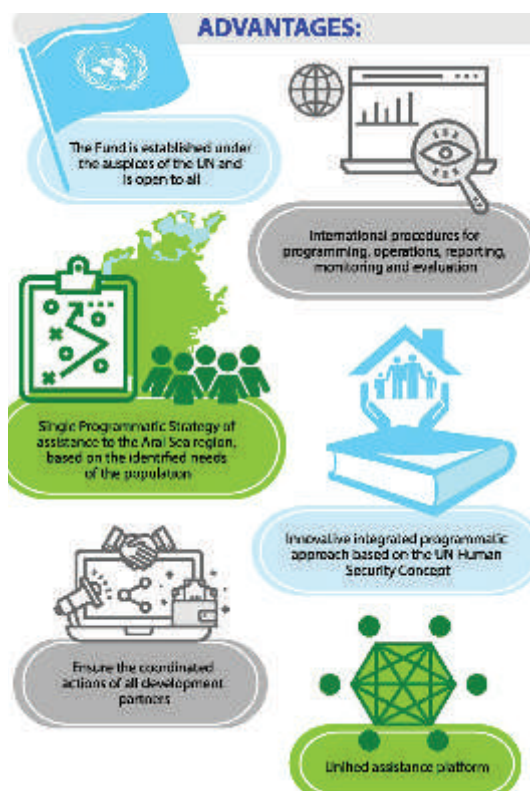 ADVANTAGES:
The Fund is established under
the auspices of the UN and
is open to all
International procedures for
programming, operations, reporting,
monitoring and evaluation
Single Programmatic Strategy of
assistance to the Aral Sea region,
based on the identified needs
of the population
Innovative integrated programmatic
approach based on the UN Human
Security Concept
Ensure the coordinated
actions of all development
partners
Unified assistance platform